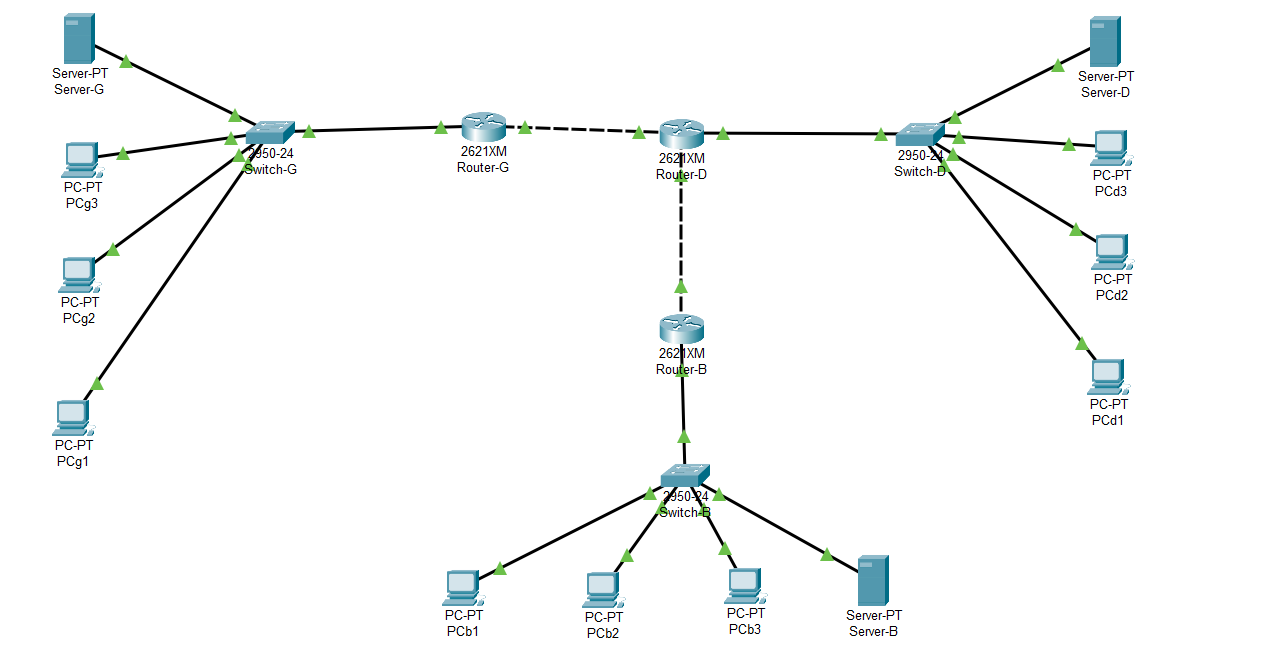 Server-PT
Server-G
Server-PT
Server-D
2950-24
Switch-G
2621XM
Router-G
2621XM
Router-D
2950-24
Switch-D
PC-PT
PCg3
PC-PT
PCd3
PC-PT
PCg2
PC-PT
PCd2
2621XM
Router-B
PC-PT
PCg1
PC-PT
PCd1
2950-24
Switch-B
PC-PT
PCb1
PC-PT
PCb2
PC-PT
PCb3
Server-PT
Server-B